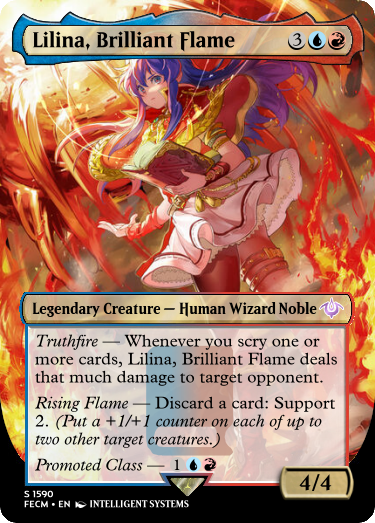 Lilina, Brilliant Flame 3
Legendary Creature — Human Wizard Noble
Truthfire — Whenever you scry one or
more cards, Lilina, Brilliant Flame deals
that much damage to target opponent.
Rising Flame — Discard a card: Support
2. (Put a +1/+1 counter on each of up to
two other target creatures.)
Promoted Class — 1
4/4
S 1590
FECM • EN INTELLIGENT SYSTEMS